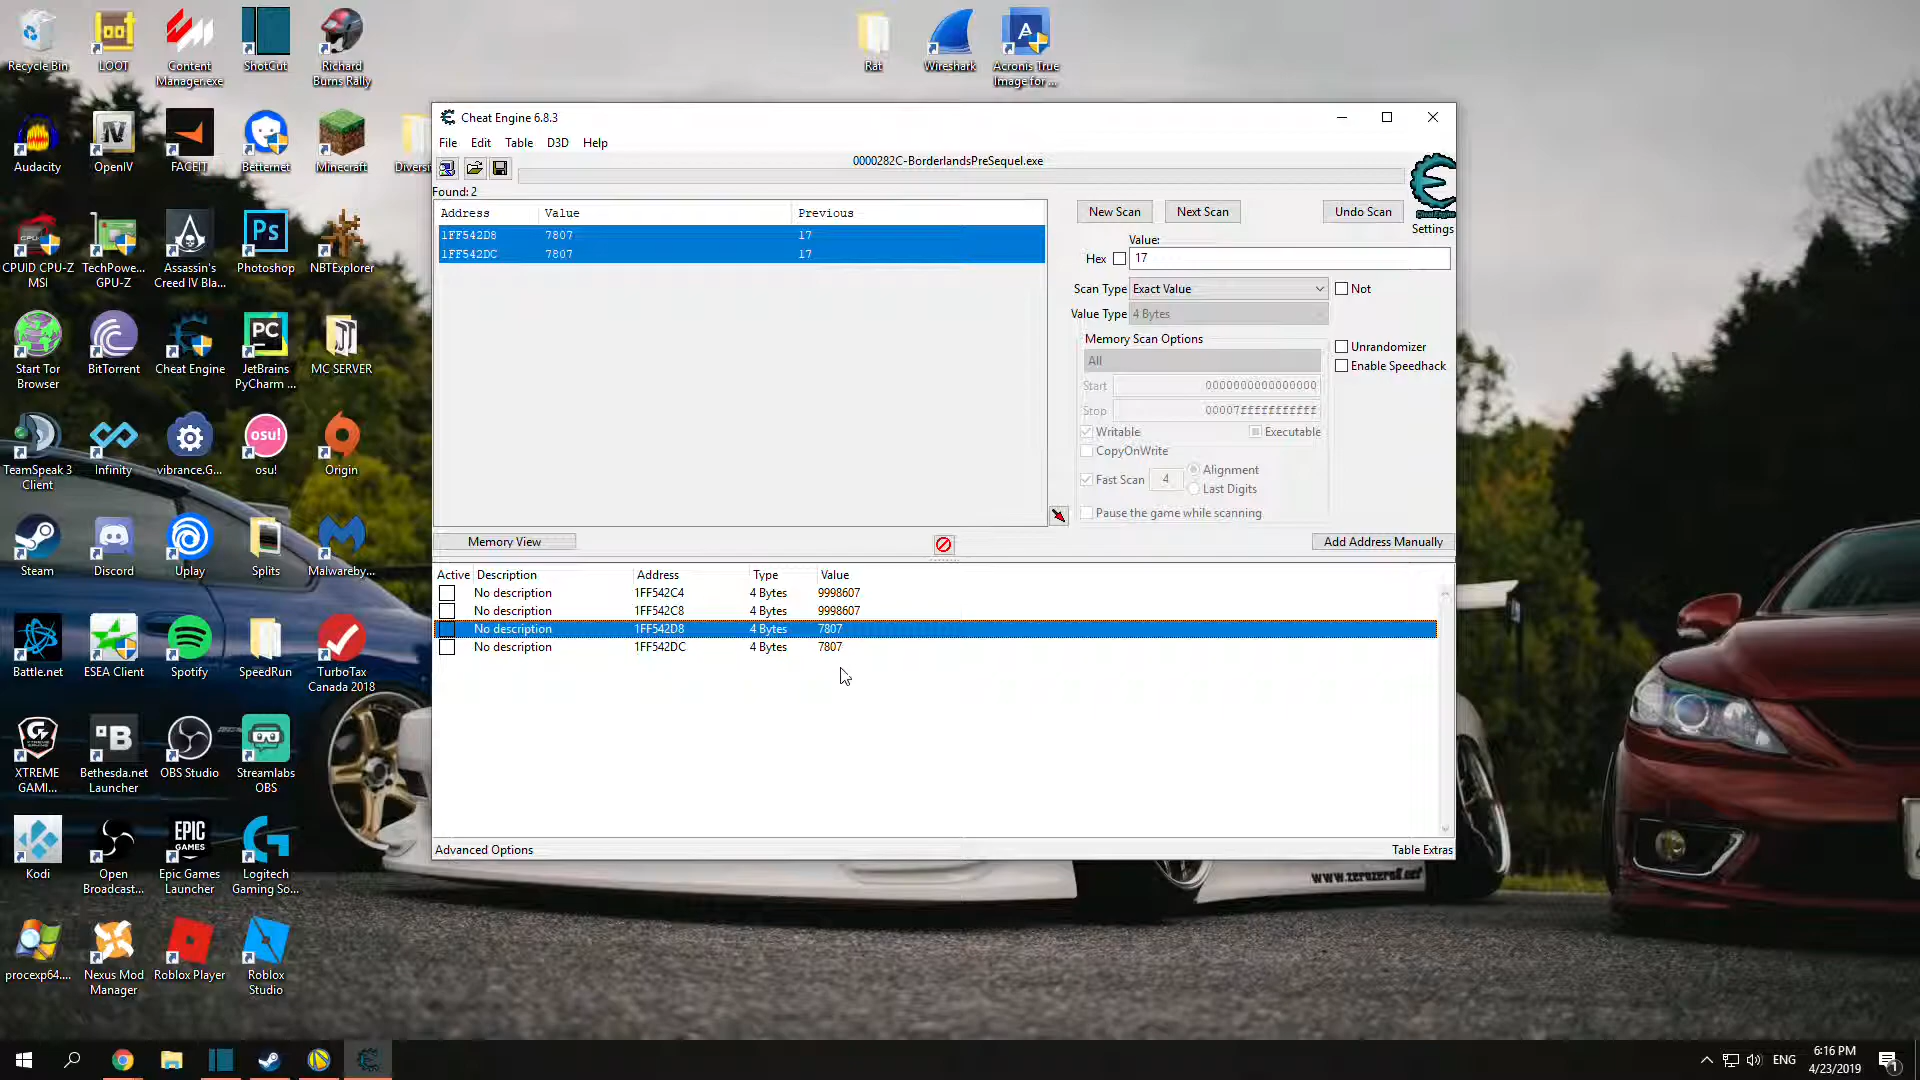 Recycle Bin
LOOT
Content
Manager.exe
ShotCut
Richard
Burns Rally
Rat
Wireshark
Acronis True
Image for ...
Audacity
OpenIV
FACEIT
Betternet
Minecraft
Diversi
CPUID CPU-Z
MSI
TechPowe...
GPU-Z
Assassin's
Creed IV Bla...
Photoshop
NBTExplorer
Start Tor
Browser
BitTorrent
Cheat Engine
JetBrains
PyCharm ...
MC SERVER
TeamSpeak 3
Client
Infinity
vibrance.G...
osu!
osu!
Origin
Steam
Discord
Uplay
Splits
Malwareby...
Battle.net
ESEA Client
Spotify
SpeedRun
TurboTax
Canada 2018
XTREME
GAMI...
Bethesda.net
Launcher
OBS Studio
Streamlabs
OBS
EPIC
GAMES
Kodi
Open
Broadcast...
Epic Games
Launcher
Logitech
Gaming So...
procexp64....
Nexus Mod
Manager
Roblox Player
Roblox
Studio
Cheat Engine 6.8.3
File Edit Table D3D Help
0000282C-BorderlandsPreSequel.exe
Found: 2
Address Value Previous
1FF542D8 7807 17
1FF542DC 7807 17
New Scan Next Scan Undo Scan
Cheat Engine
Settings
Value:
Hex 17
Scan Type Exact Value Not
Value Type 4 Bytes
Memory Scan Options
All
Unrandomizer
Enable Speedhack
Start 0000000000000000
Stop 00007fffffffffff
Writable Executable
CopyOnWrite
Fast Scan 4 Alignment
Last Digits
Pause the game while scanning
Memory View Add Address Manually
Active Description Address Type Value
No description 1FF542C4 4 Bytes 9998607
No description 1FF542C8 4 Bytes 9998607
No description 1FF542D8 4 Bytes 7807
No description 1FF542DC 4 Bytes 7807
Advanced Options Table Extras
www.zerozeroll.net
ENG
6:16 PM
4/23/2019
1